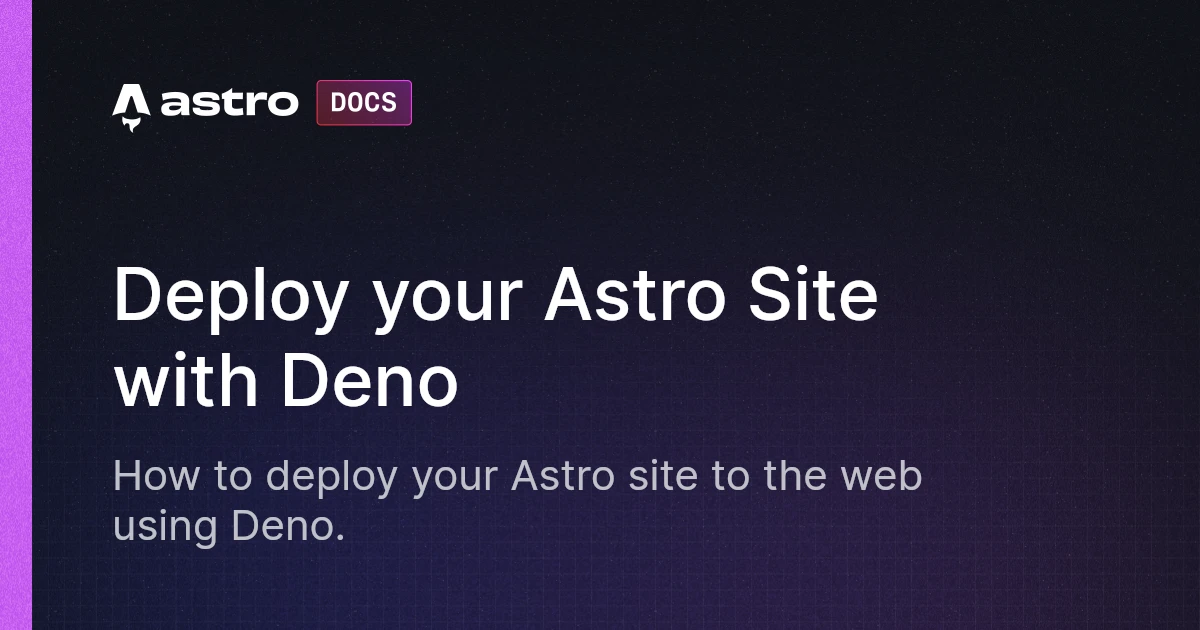 astro DOCS
Deploy your Astro Site
with Deno
How to deploy your Astro site to the web
using Deno.